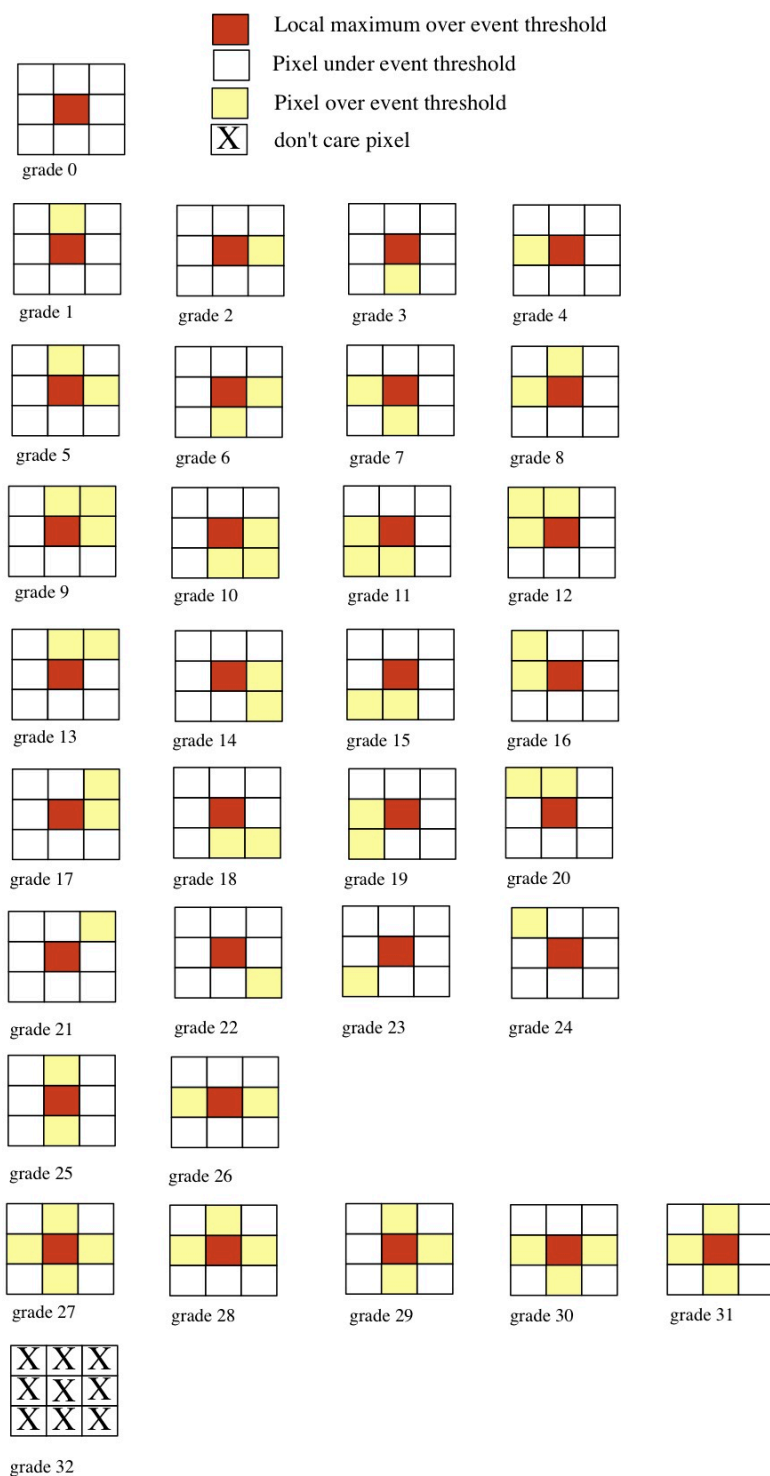 Local maximum over event threshold
Pixel under event threshold
Pixel over event threshold
X don't care pixel
grade 0
grade 1 grade 2 grade 3 grade 4
grade 5 grade 6 grade 7 grade 8
grade 9 grade 10 grade 11 grade 12
grade 13 grade 14 grade 15 grade 16
grade 17 grade 18 grade 19 grade 20
grade 21 grade 22 grade 23 grade 24
grade 25 grade 26
grade 27 grade 28 grade 29 grade 30 grade 31
X X X
X X X
X X X
grade 32